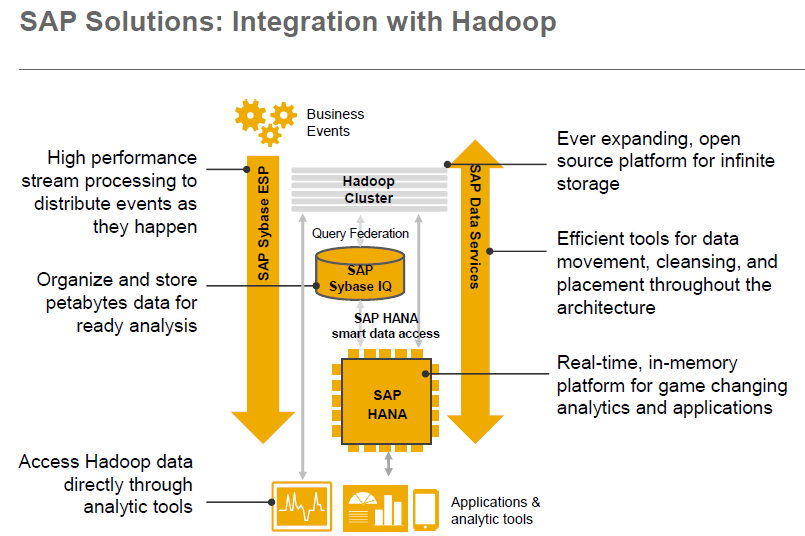 SAP Solutions: Integration with Hadoop
Business
Events
High performance
stream processing to
distribute events as
they happen
SAP Sybase ESP
Hadoop
Cluster
SAP Data Services
Ever expanding, open
source platform for infinite
storage
Query Federation
SAP
Sybase IQ
Organize and store
petabytes data for
ready analysis
Efficient tools for data
movement, cleansing, and
placement throughout the
architecture
SAP HANA
smart data access
SAP
HANA
Real-time, in-memory
platform for game changing
analytics and applications
Access Hadoop data
directly through
analytic tools
Applications &
analytic tools